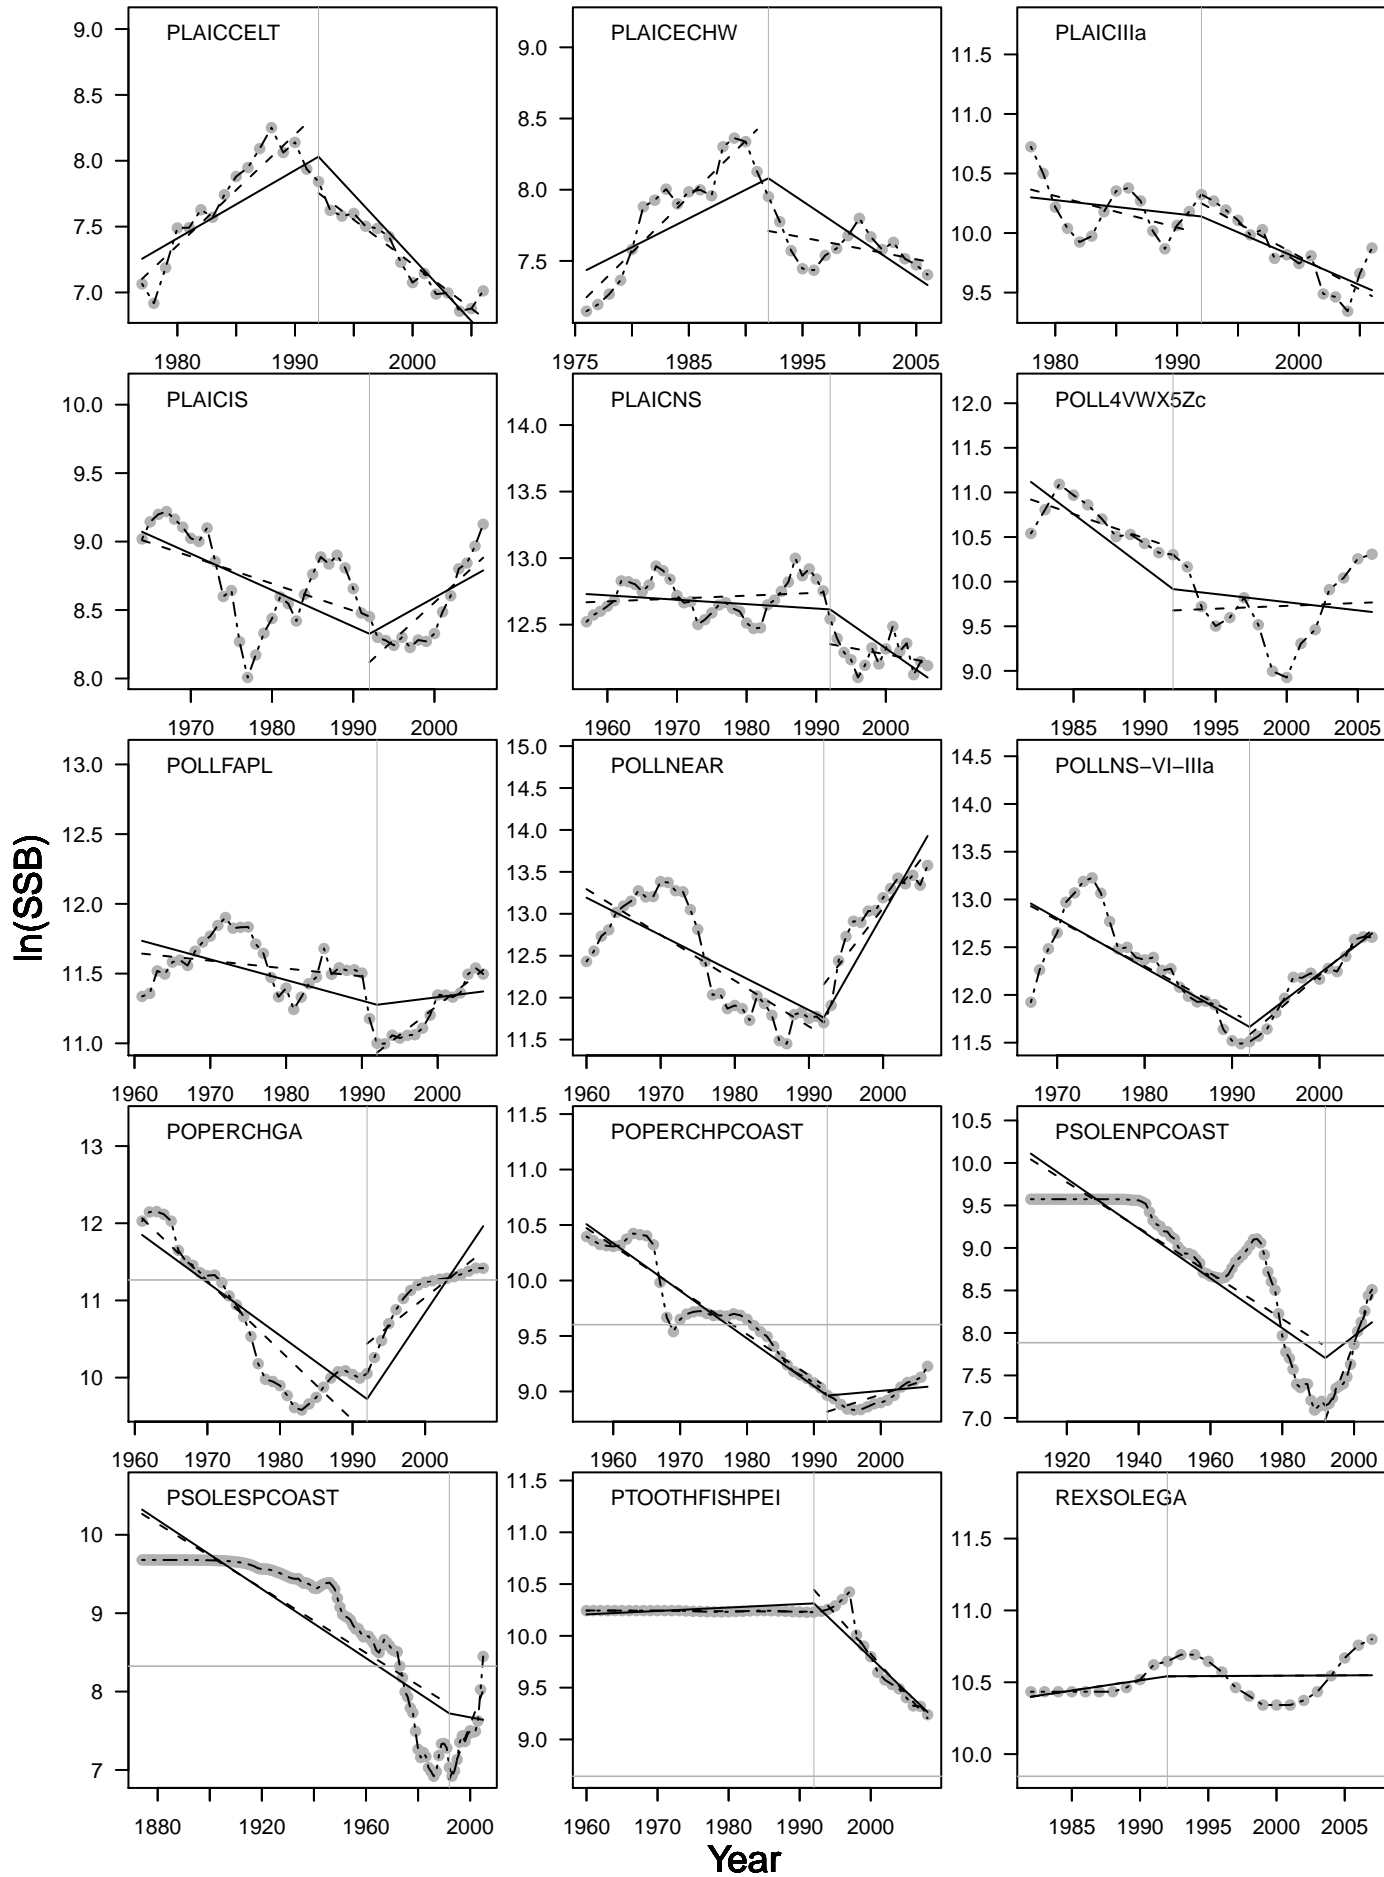 PLAICCELT
9.0
8.5
8.0
7.5
7.0
1980 1990 2000
PLAICECHW
9.0
8.5
8.0
7.5
1975 1985 1995 2005
PLAICIIIa
11.5
11.0
10.5
10.0
9.5
1980 1990 2000
PLAICIS
10.0
9.5
9.0
8.5
8.0
1970 1980 1990 2000
PLAICNS
14.0
13.5
13.0
12.5
1960 1970 1980 1990 2000
POLL4VWX5Zc
12.0
11.5
11.0
10.5
10.0
9.5
9.0
1985 1990 1995 2000 2005
ln(SSB)
POLLFAPL
13.0
12.5
12.0
11.5
11.0
1960 1970 1980 1990 2000
POLLNEAR
15.0
14.5
14.0
13.5
13.0
12.5
12.0
11.5
1960 1970 1980 1990 2000
POLLNS−VI−IIIa
14.5
14.0
13.5
13.0
12.5
12.0
11.5
1970 1980 1990 2000
POPERCHGA
13
12
11
10
1960 1970 1980 1990 2000
POPERCHPCOAST
11.5
11.0
10.5
10.0
9.5
9.0
1960 1970 1980 1990 2000
PSOLENPCOAST
10.5
10.0
9.5
9.0
8.5
8.0
7.5
7.0
1920 1940 1960 1980 2000
PSOLESPCOAST
10
9
8
7
1880 1920 1960 2000
PTOOTHFISHPEI
11.5
11.0
10.5
10.0
9.5
9.0
1960 1970 1980 1990 2000
REXSOLEGA
11.5
11.0
10.5
10.0
1985 1990 1995 2000 2005
Year